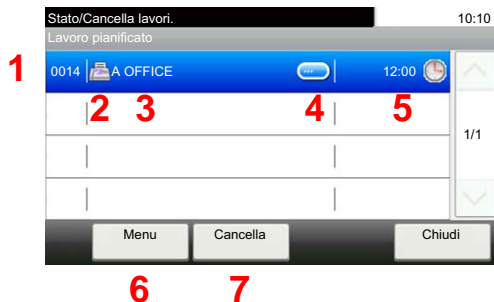 Stato/Cancella lavori. 10:10
Lavoro pianificato
1 0014 A OFFICE ... 12:00
2 3 4 5
1/1
Menu Cancella Chiudi
6 7